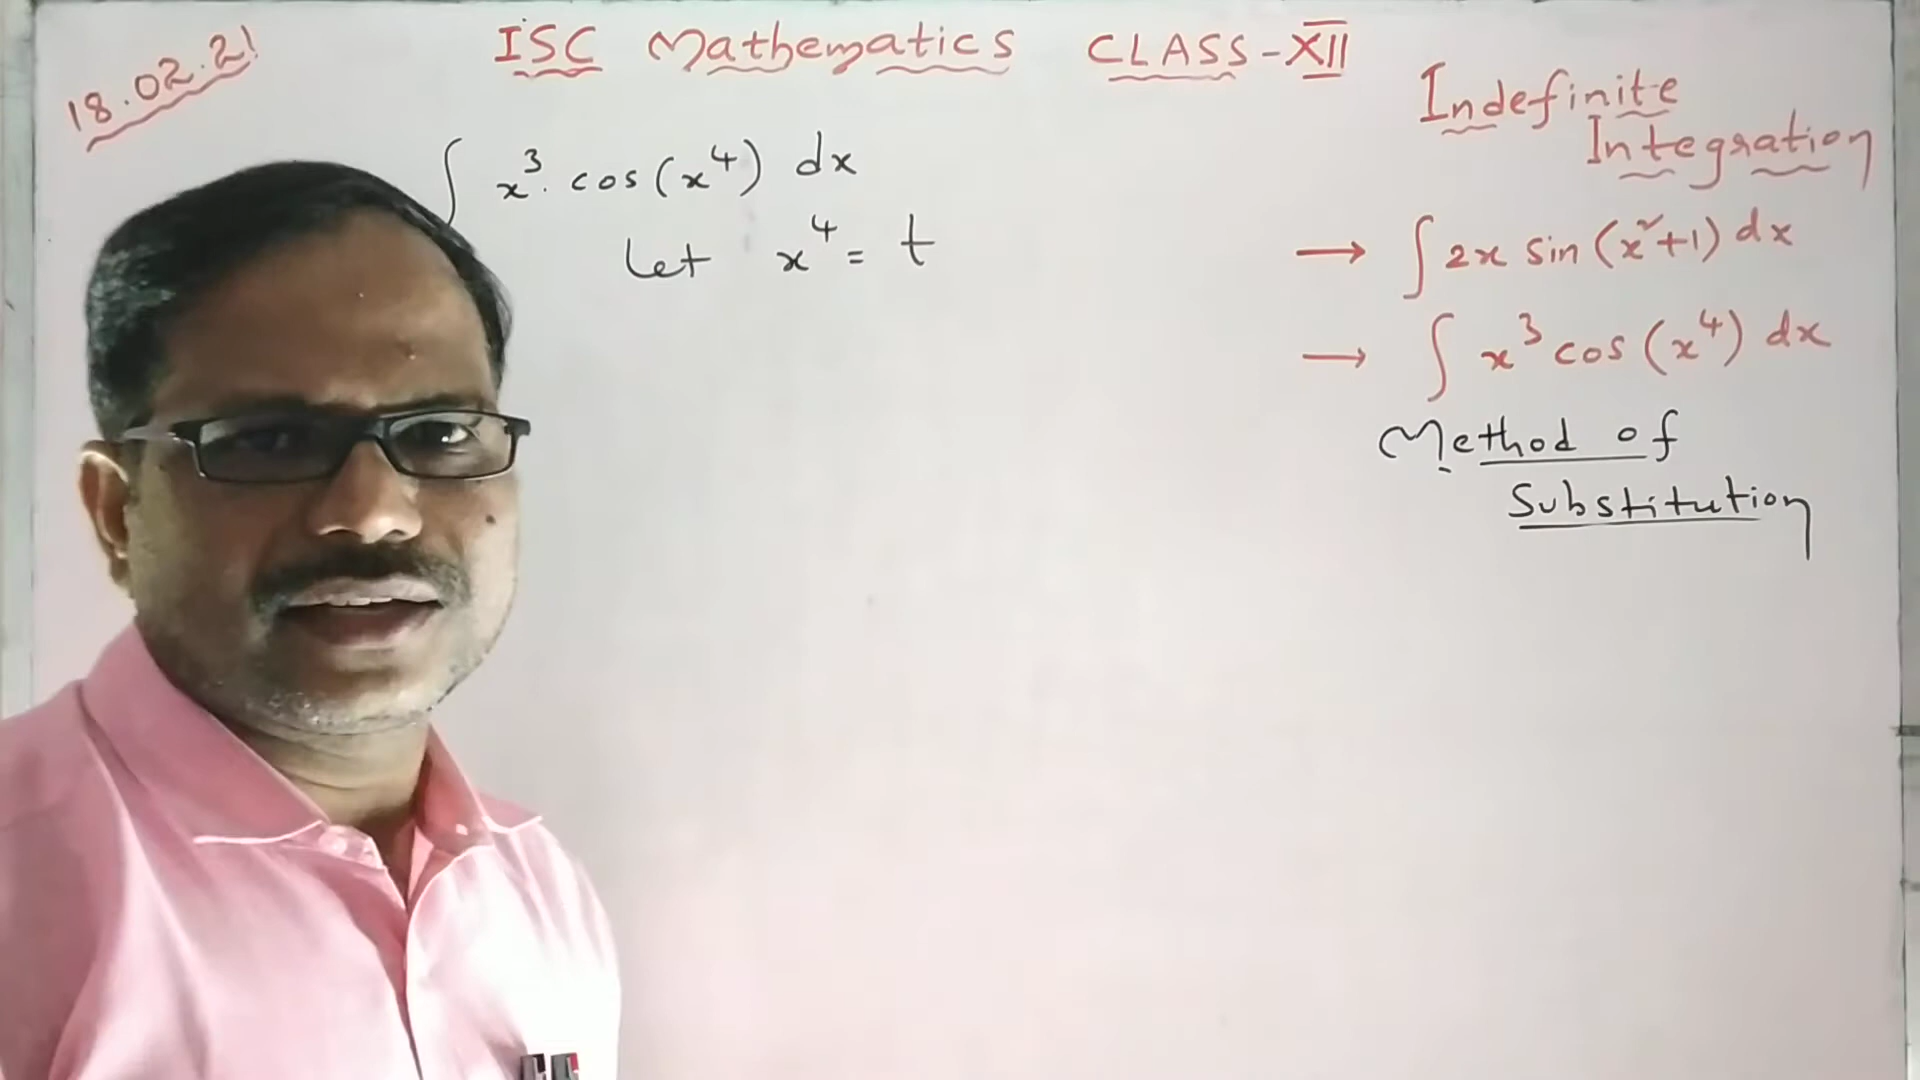 18.02.21
ISC Mathematics CLASS-XII
Indefinite
Integration
∫ x³. cos(x⁴) dx
Let x⁴ = t
→ ∫ 2x sin (x²+1) dx
→ ∫ x³ cos (x⁴) dx
Method of
Substitution